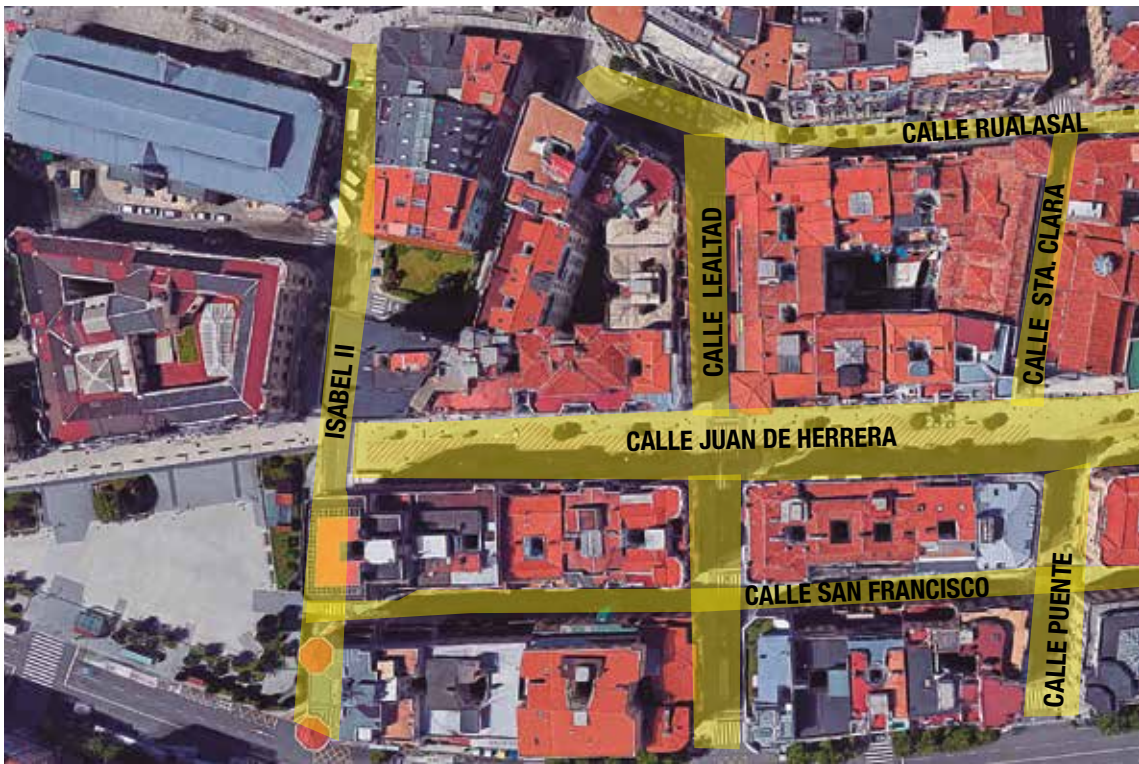 CALLE RUALASAL
CALLE LEALTAD
CALLE STA. CLARA
ISABEL II
CALLE JUAN DE HERRERA
CALLE SAN FRANCISCO
CALLE PUENTE